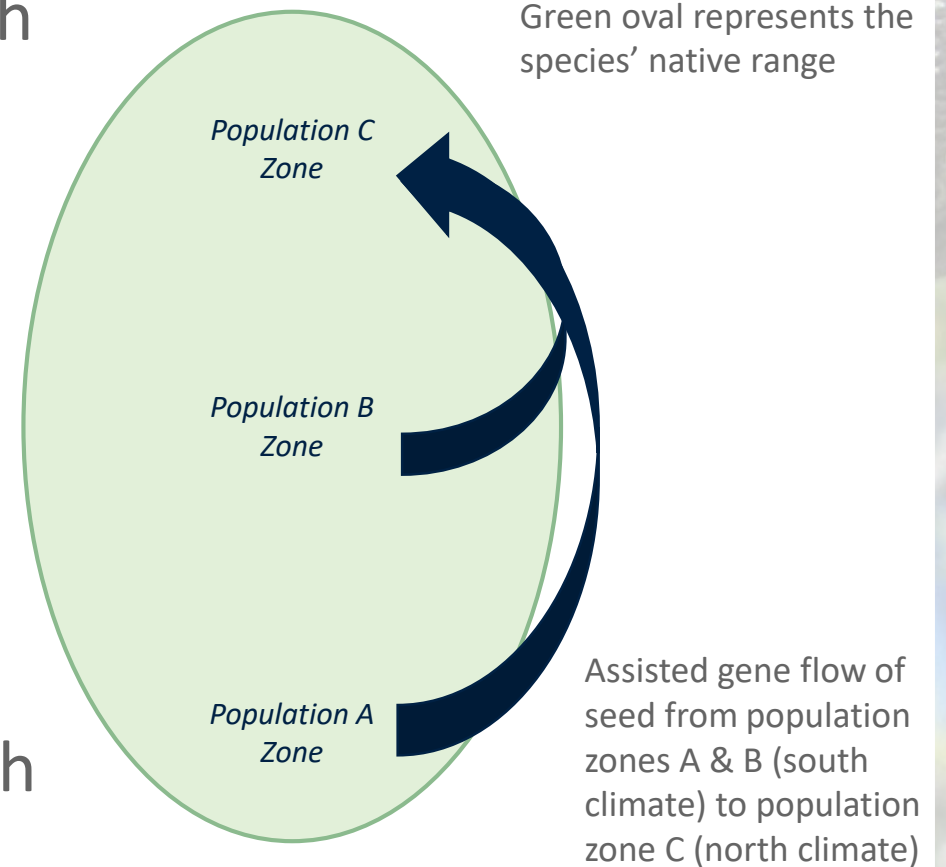 h
Green oval represents the
species’ native range
Population C
Zone
Population B
Zone
Population A
Zone
h
Assisted gene flow of
seed from population
zones A & B (south
climate) to population
zone C (north climate)